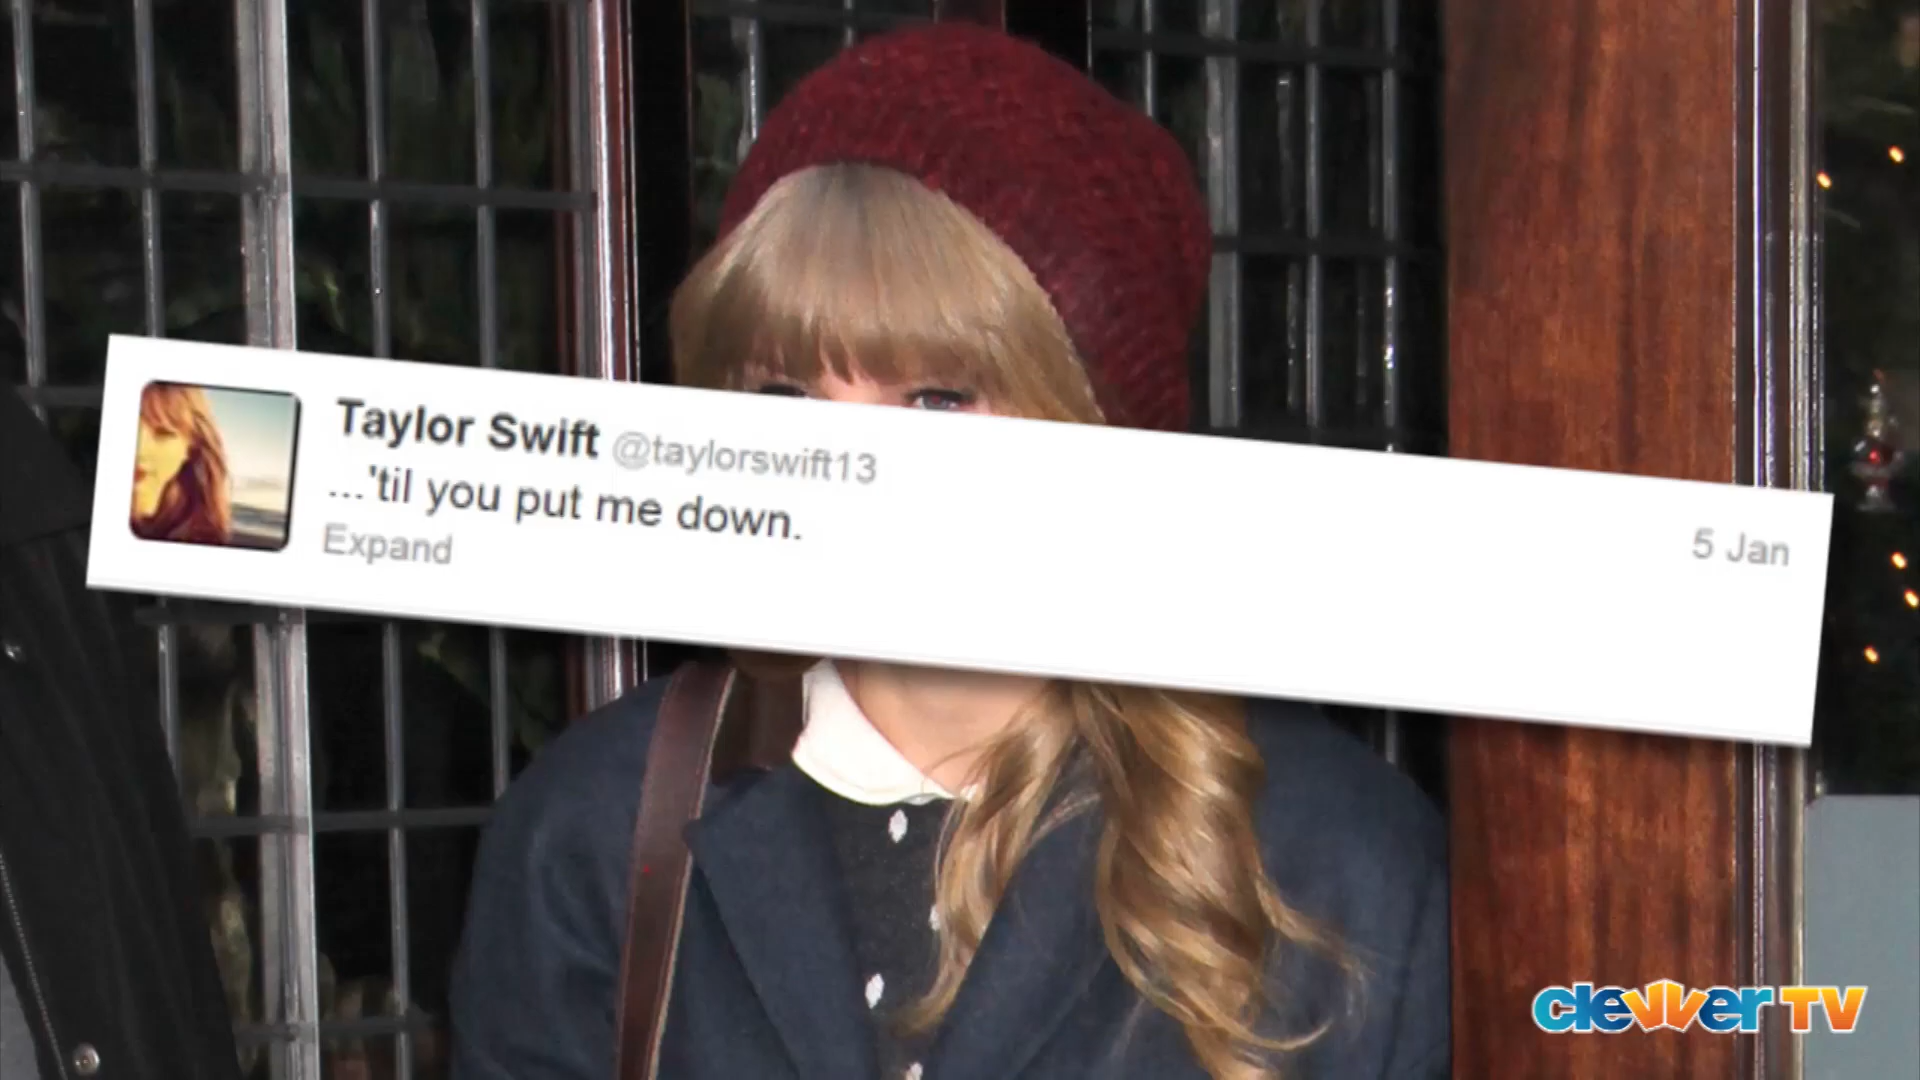 Taylor Swift @taylorswift13
...'til you put me down.
Expand
5 Jan
clevver TV